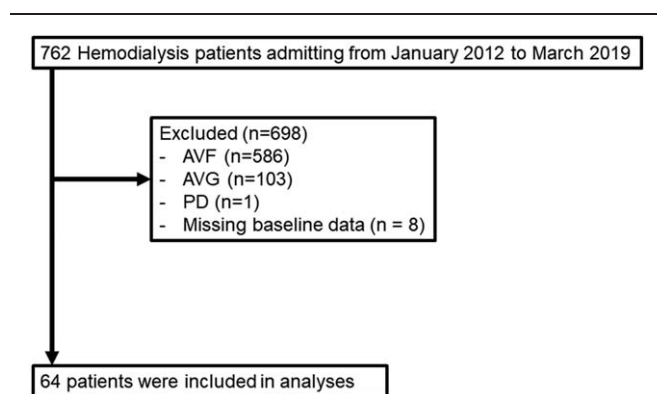 762 Hemodialysis patients admitting from January 2012 to March 2019
Excluded (n=698)
- AVF (n=586)
- AVG (n=103)
- PD (n=1)
- Missing baseline data (n = 8)
64 patients were included in analyses